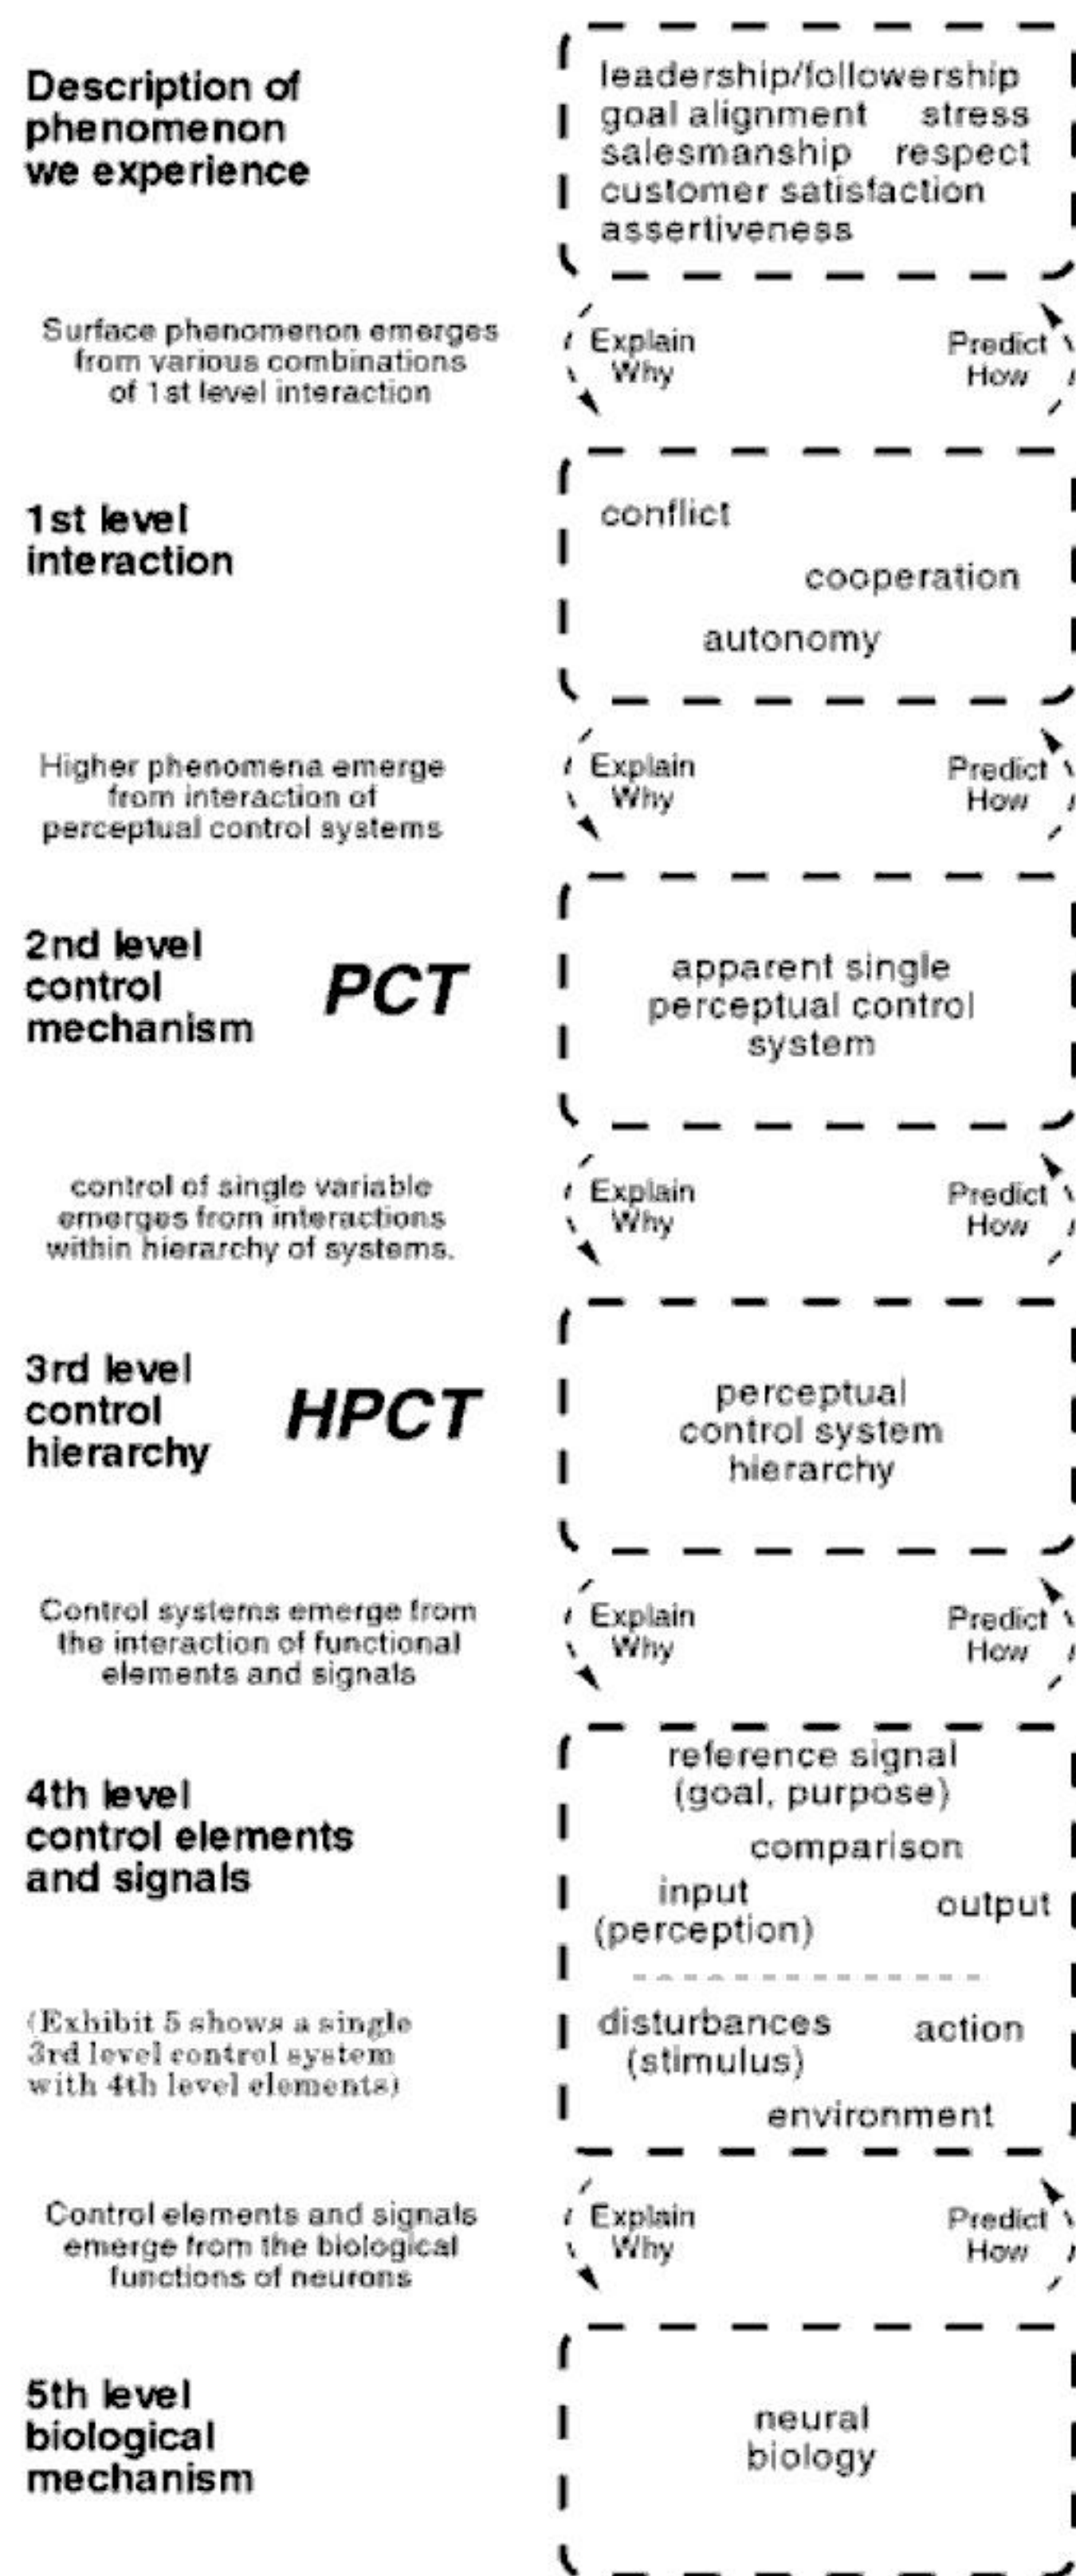 Description of
phenomenon
we experience
leadership/followership
goal alignment stress
salesmanship respect
customer satisfaction
assertiveness
Surface phenomenon emerges
from various combinations
of 1st level interaction
Explain
Why
Predict
How
1st level
interaction
conflict
cooperation
autonomy
Higher phenomena emerge
from interaction of
perceptual control systems
Explain
Why
Predict
How
2nd level
control
mechanism
PCT
apparent single
perceptual control
system
control of single variable
emerges from interactions
within hierarchy of systems.
Explain
Why
Predict
How
3rd level
control
hierarchy
HPCT
perceptual
control system
hierarchy
Control systems emerge from
the interaction of functional
elements and signals
Explain
Why
Predict
How
4th level
control elements
and signals
reference signal
(goal, purpose)
comparison
input
(perception)
output
(Exhibit 5 shows a single
3rd level control system
with 4th level elements)
disturbances
(stimulus)
action
environment
Control elements and signals
emerge from the biological
functions of neurons
Explain
Why
Predict
How
5th level
biological
mechanism
neural
biology